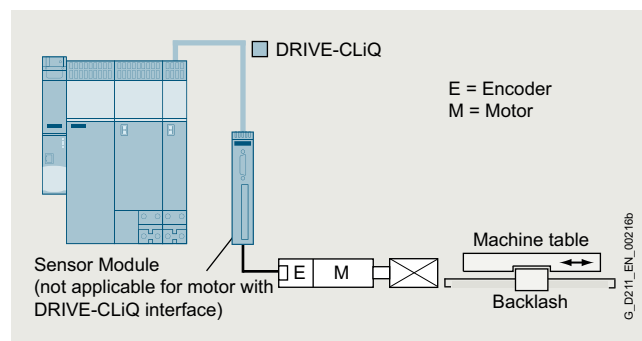 DRIVE-CLiQ
E = Encoder
M = Motor
Sensor Module
(not applicable for motor with
DRIVE-CLiQ interface)
E M
Machine table
Backlash
G_D211_EN_00216b